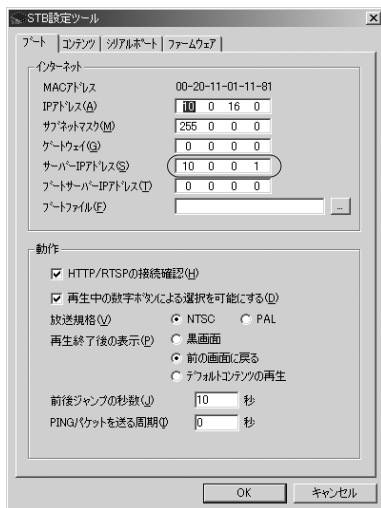 STB設定ツール
ブート コンテンツ シリアルポート ファームウェア
インターネット
MACアドレス 00-20-11-01-11-81
IPアドレス(A) 10 0 16 0
サブネットマスク(M) 255 0 0 0
ゲートウェイ(G) 0 0 0 0
サーバーIPアドレス(S) 10 0 0 1
ブートサーバーIPアドレス(T) 0 0 0 0
ブートファイル(F) ...
動作
HTTP/RTSPの接続確認(H)
再生中の数字ボタンによる選択を可能にする(D)
放送規格(V) NTSC PAL
再生終了後の表示(P) 黒画面
前の画面に戻る
デフォルトコンテンツの再生
前後ジャンプの秒数(J) 10 秒
PINGパケットを送る周期(I) 0 秒
OK キャンセル